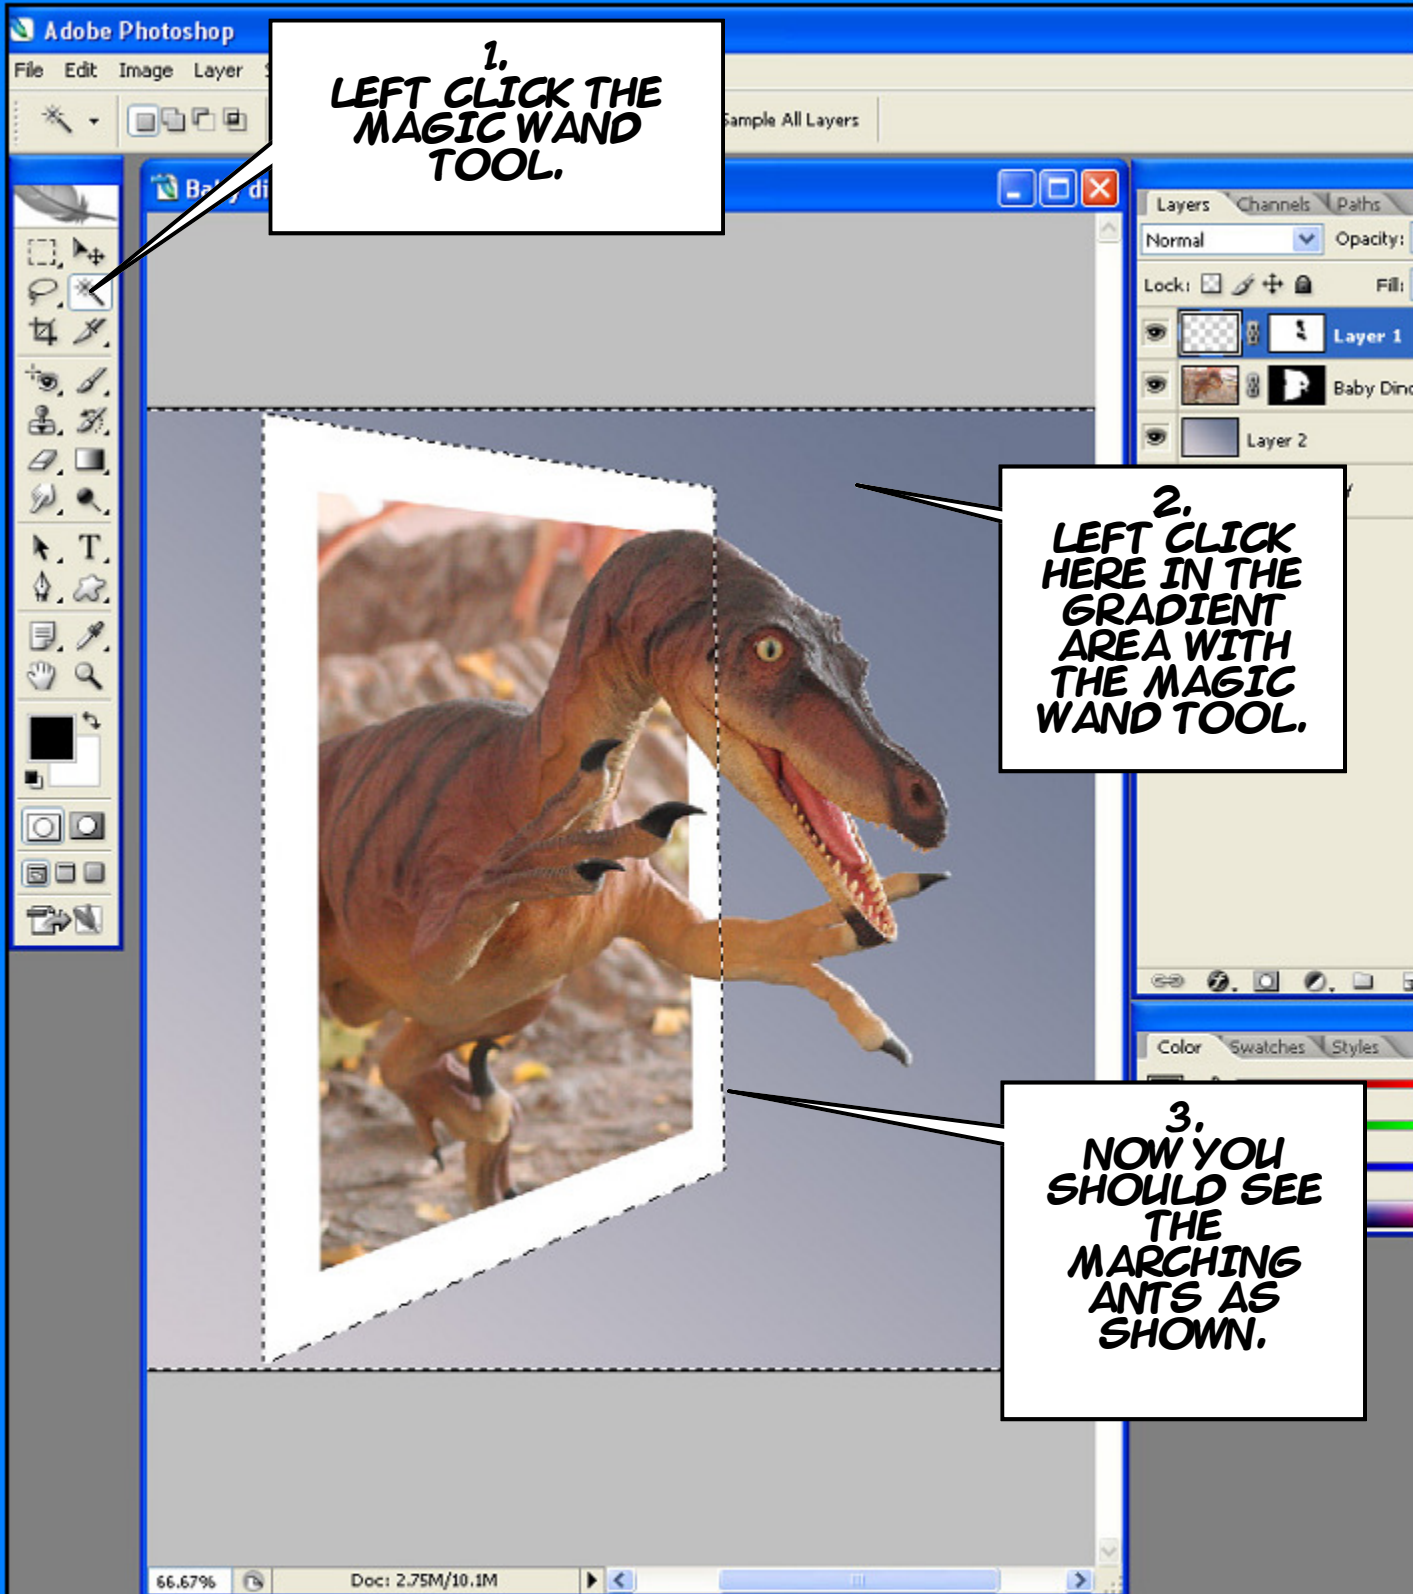 Adobe Photoshop
File Edit Image Layer
1.
LEFT CLICK THE
MAGIC WAND
TOOL.
Sample All Layers
Layers Channels Paths
Normal Opacity:
Lock: Fill:
Layer 1
Baby Dino
Layer 2
2.
LEFT CLICK
HERE IN THE
GRADIENT
AREA WITH
THE MAGIC
WAND TOOL.
Color Swatches Styles
3.
NOW YOU
SHOULD SEE
THE
MARCHING
ANTS AS
SHOWN.
66.67% Doc: 2.75M/10.1M